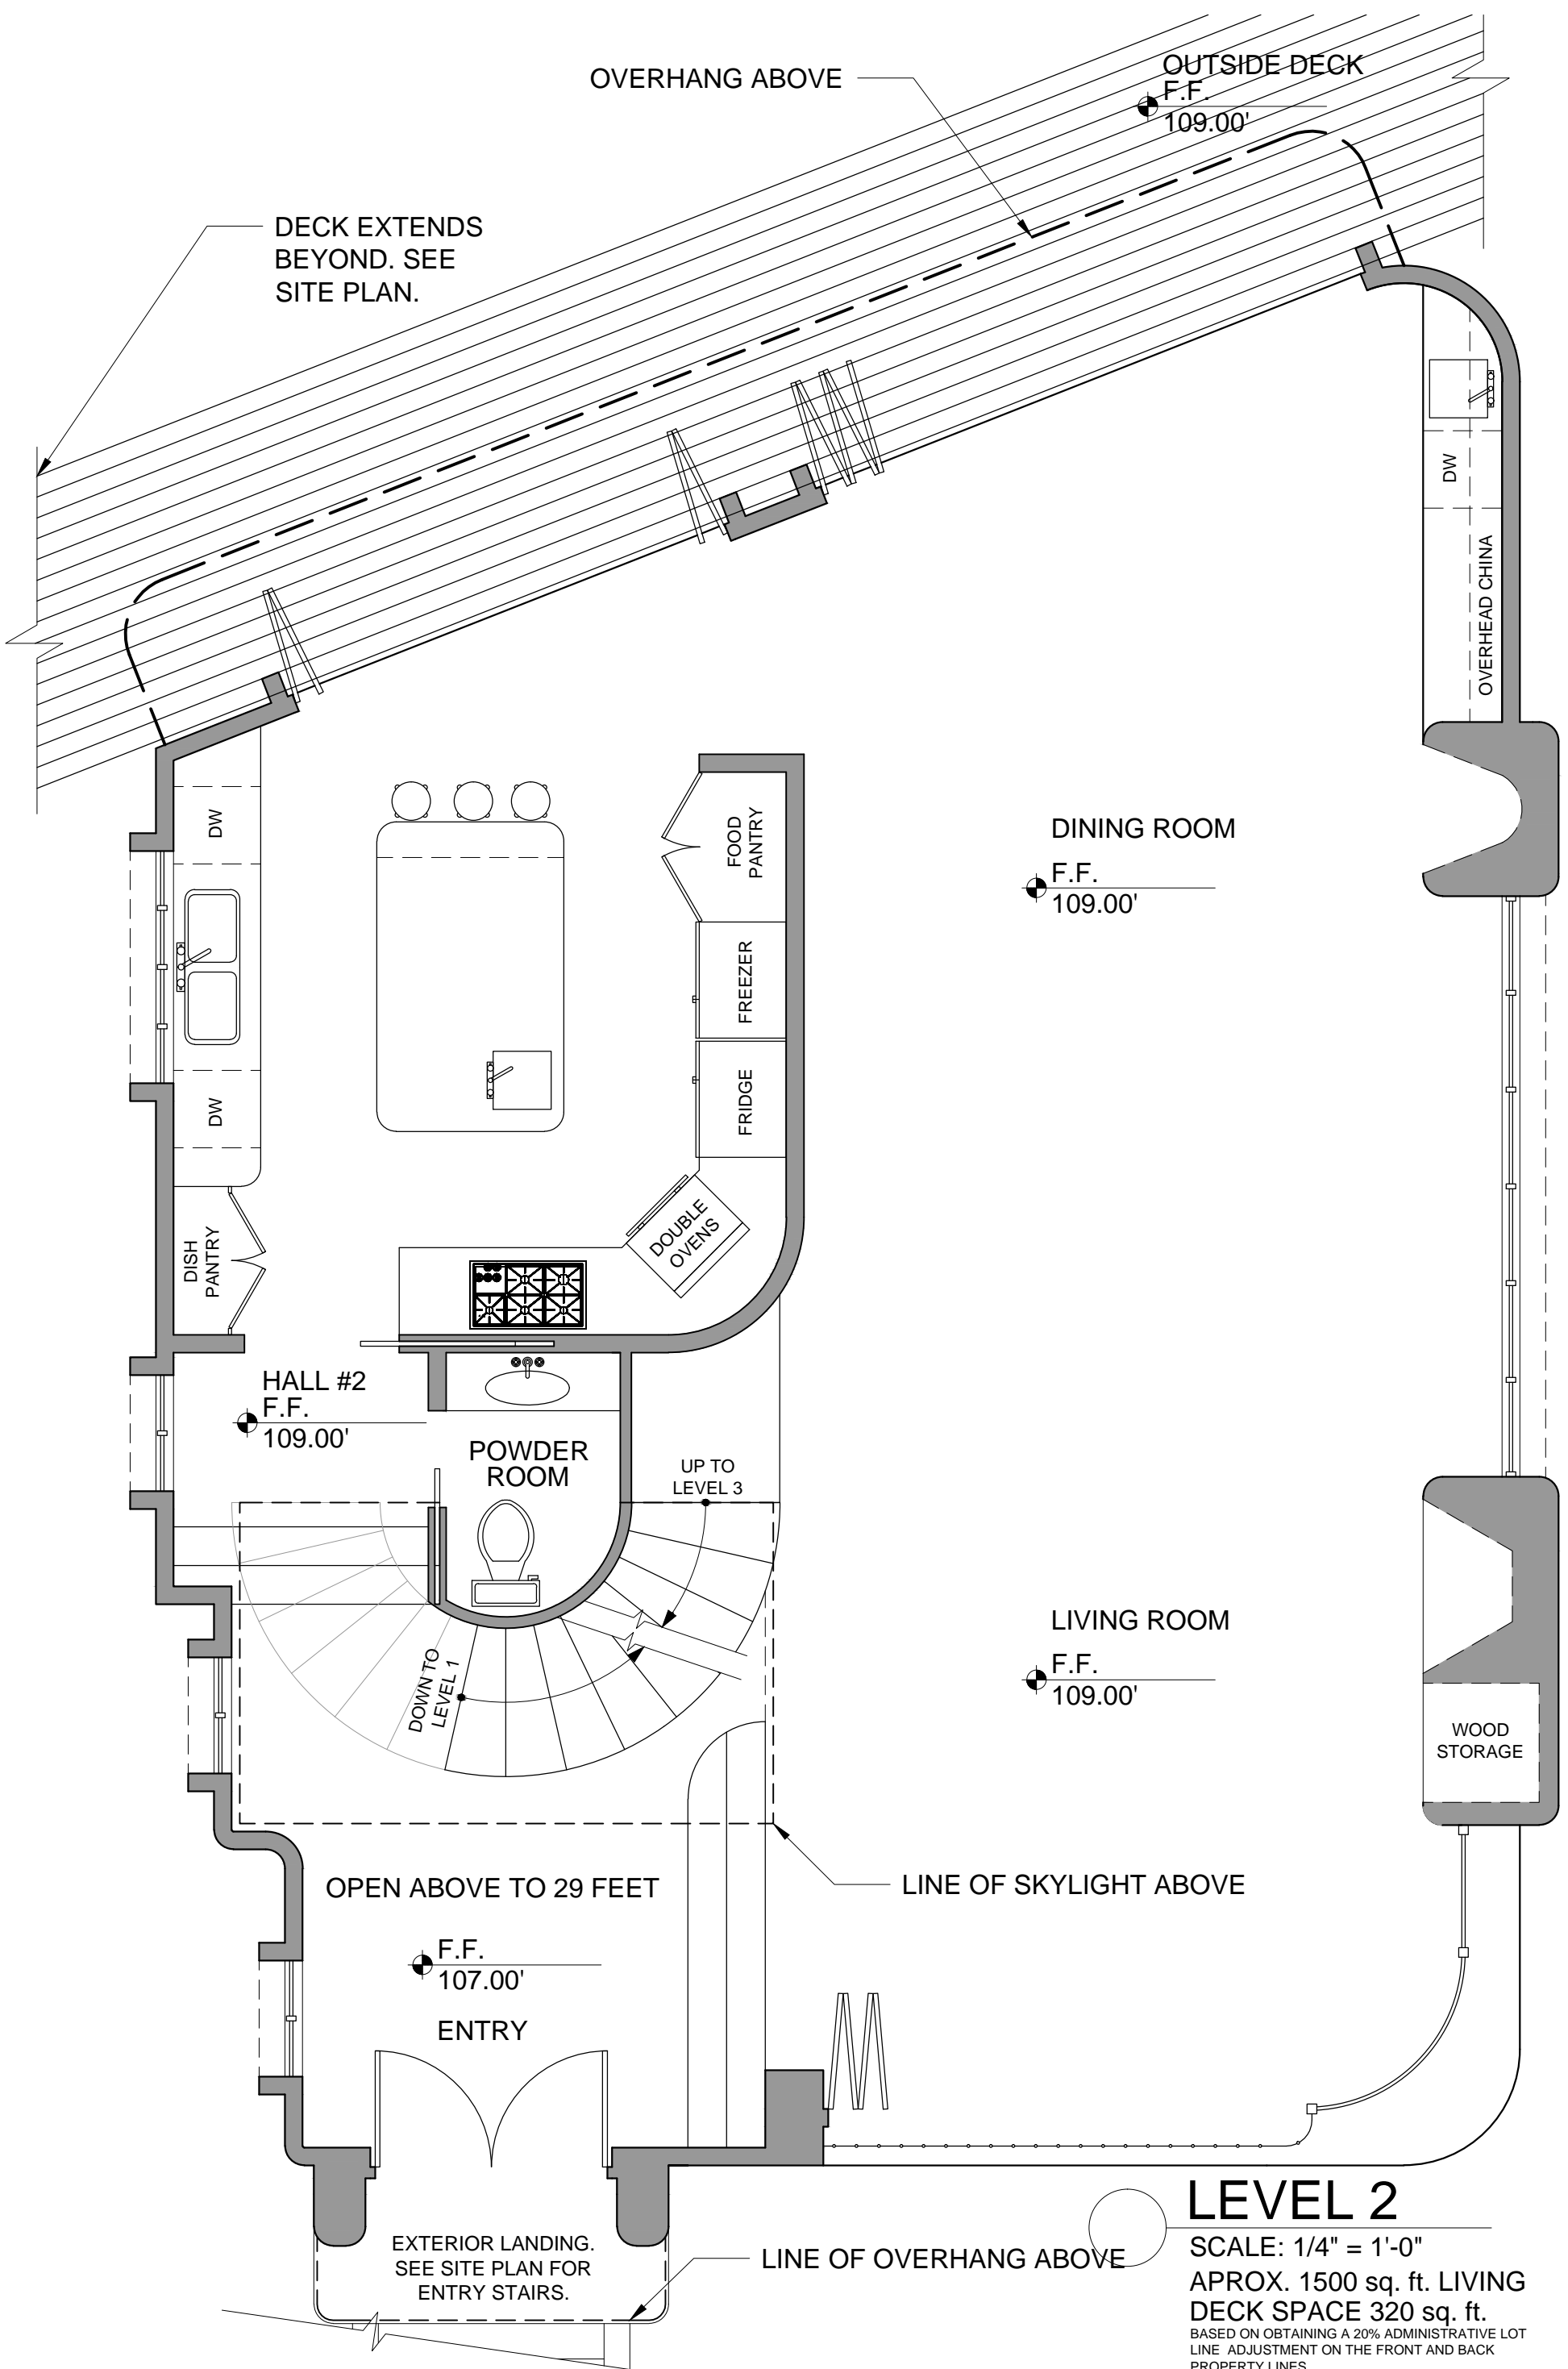 OVERHANG ABOVE
OUTSIDE DECK
F.F.
109.00'
DECK EXTENDS
BEYOND. SEE
SITE PLAN.
DW
OVERHEAD CHINA
DW
FOOD
PANTRY
DINING ROOM
F.F.
109.00'
FREEZER
FRIDGE
DW
DOUBLE
OVENS
DISH
PANTRY
HALL #2
F.F.
109.00'
POWDER
ROOM
UP TO
LEVEL 3
DOWN TO
LEVEL 1
LIVING ROOM
F.F.
109.00'
WOOD
STORAGE
OPEN ABOVE TO 29 FEET
LINE OF SKYLIGHT ABOVE
F.F.
107.00'
ENTRY
EXTERIOR LANDING.
SEE SITE PLAN FOR
ENTRY STAIRS.
LINE OF OVERHANG ABOVE
LEVEL 2
SCALE: 1/4" = 1'-0"
APROX. 1500 sq. ft. LIVING
DECK SPACE 320 sq. ft.
BASED ON OBTAINING A 20% ADMINISTRATIVE LOT
LINE ADJUSTMENT ON THE FRONT AND BACK
PROPERTY LINES